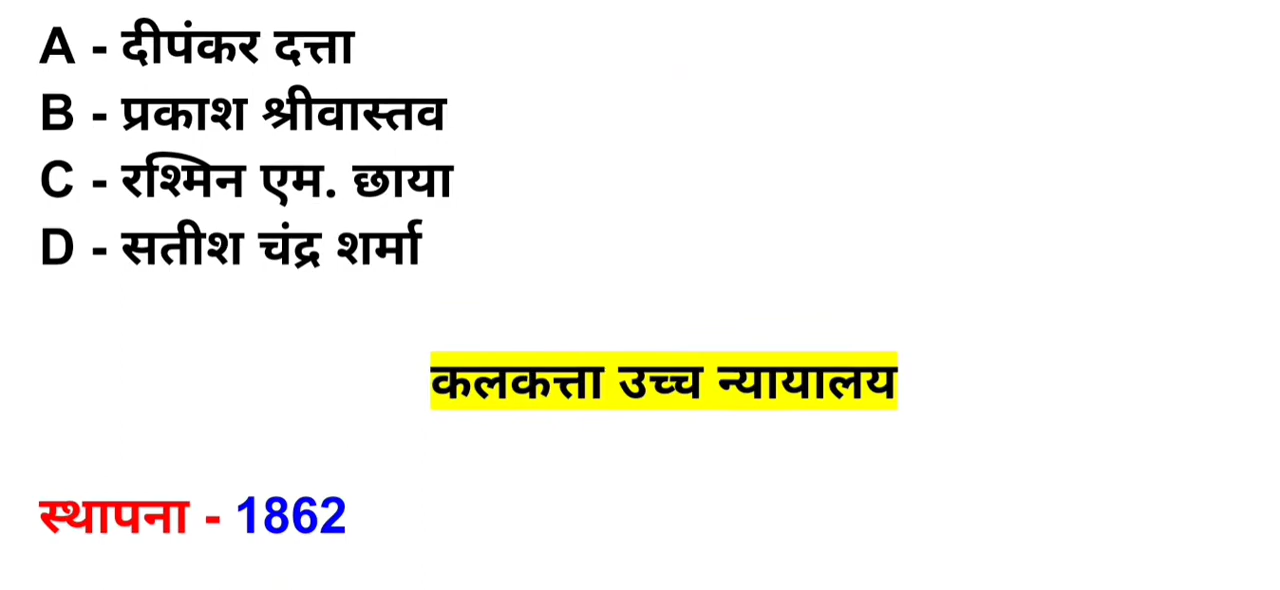 A - दीपंकर दत्ता
B - प्रकाश श्रीवास्तव
C - रश्मिन एम. छाया
D - सतीश चंद्र शर्मा
कलकत्ता उच्च न्यायालय
स्थापना - 1862